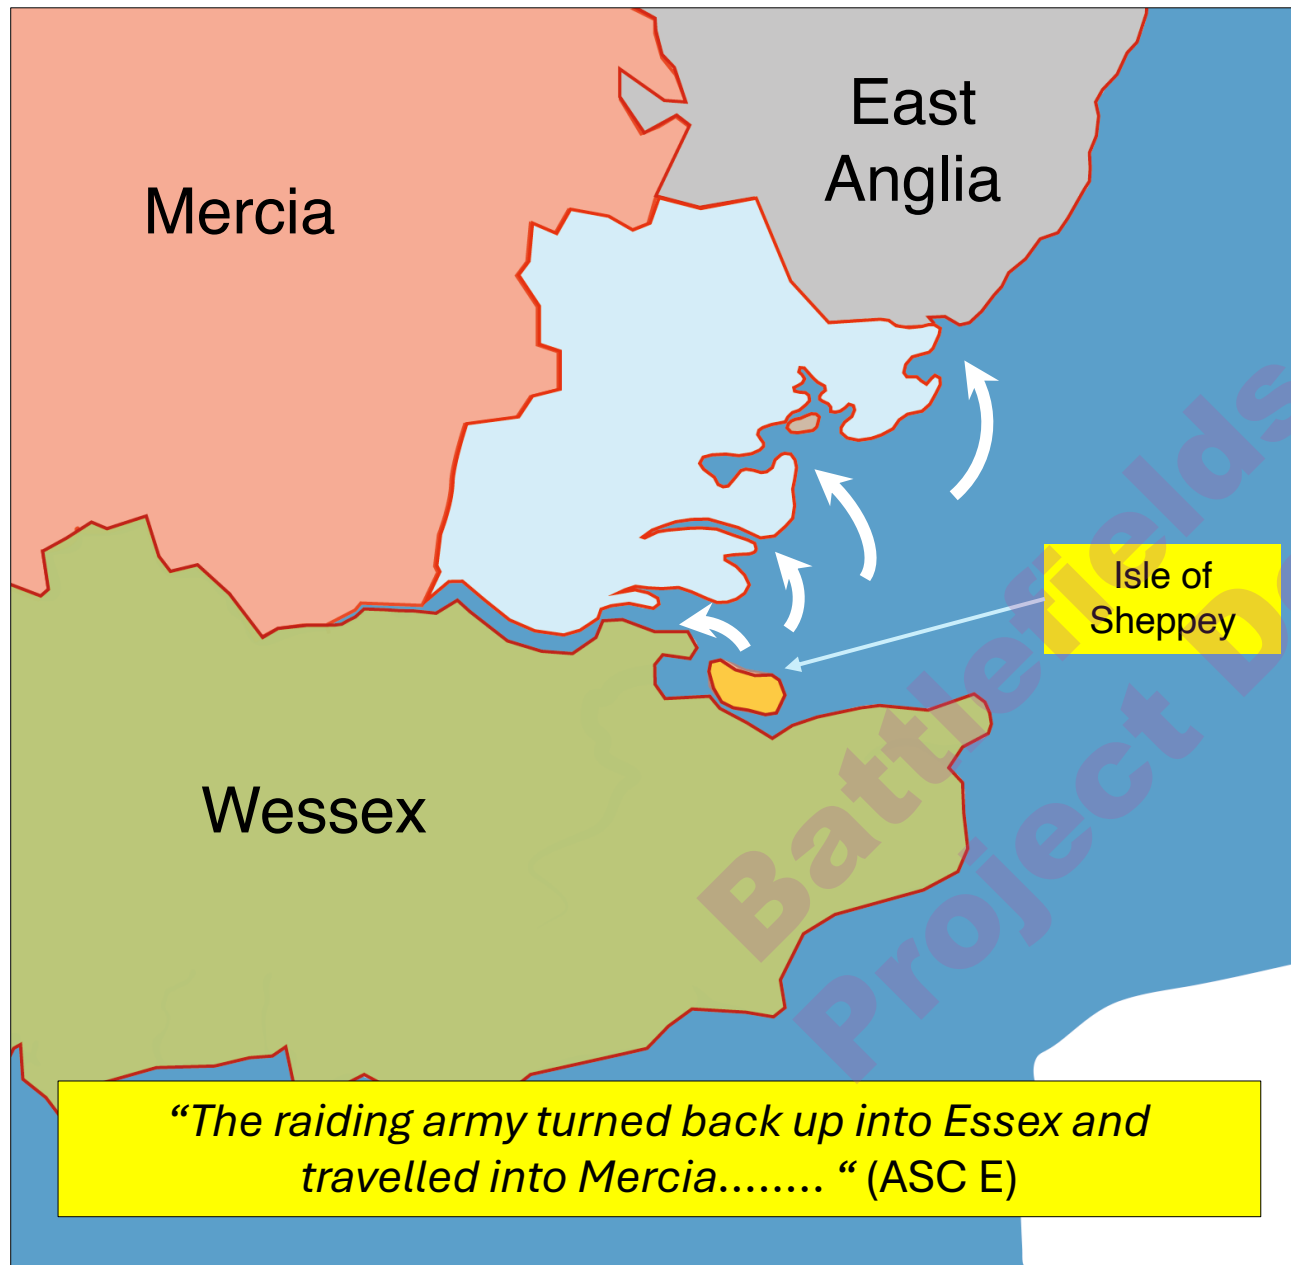 East
Anglia
Mercia
Isle of
Sheppey
Wessex
Battlefields
Project
“The raiding army turned back up into Essex and
travelled into Mercia........ “ (ASC E)